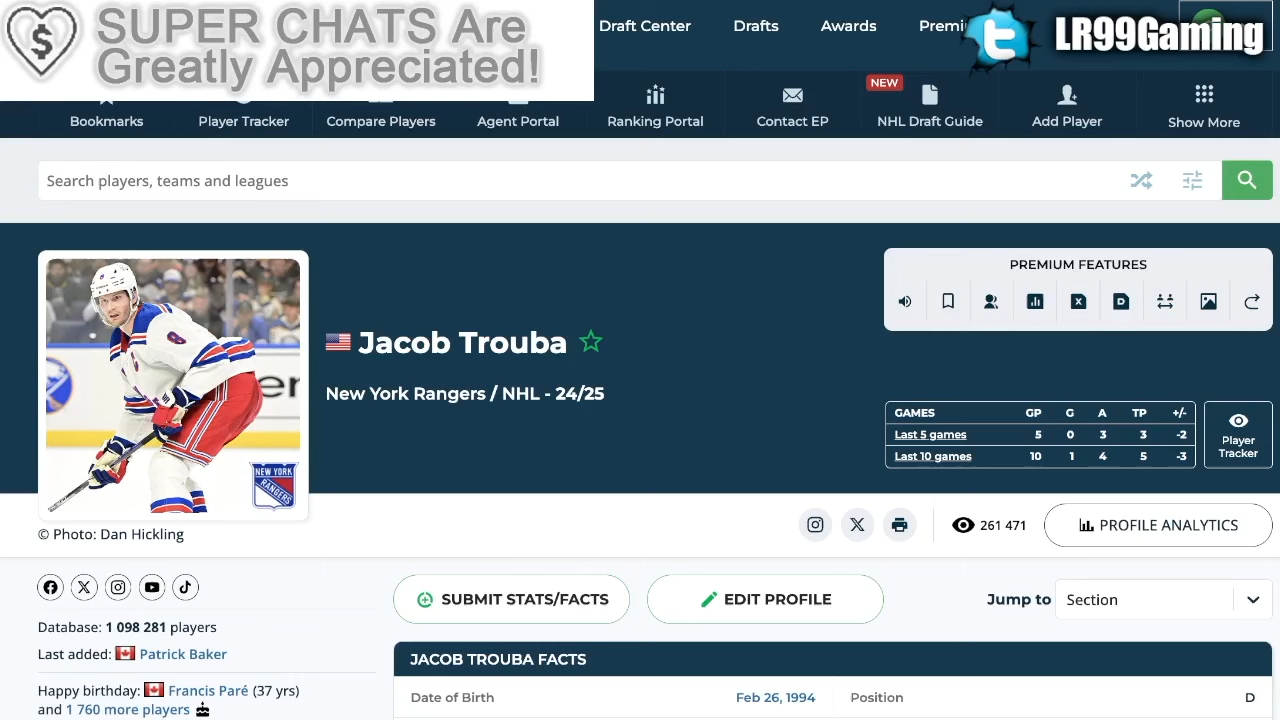 SUPER CHATS Are
Greatly Appreciated!
Draft Center
Drafts
Awards
Premi
LR99Gaming
Bookmarks
Player Tracker
Compare Players
Agent Portal
Ranking Portal
Contact EP
NEW
NHL Draft Guide
Add Player
Show More
Search players, teams and leagues
PREMIUM FEATURES
Jacob Trouba
New York Rangers / NHL - 24/25
GAMES GP G A TP +/-
Last 5 games 5 0 3 3 -2
Last 10 games 10 1 4 5 -3
Player
Tracker
NEW YORK
RANGERS
© Photo: Dan Hickling
261 471
PROFILE ANALYTICS
Database: 1 098 281 players
Last added: Patrick Baker
Happy birthday: Francis Paré (37 yrs)
and 1 760 more players
SUBMIT STATS/FACTS
EDIT PROFILE
Jump to
Section
JACOB TROUBA FACTS
Date of Birth Feb 26, 1994 Position D